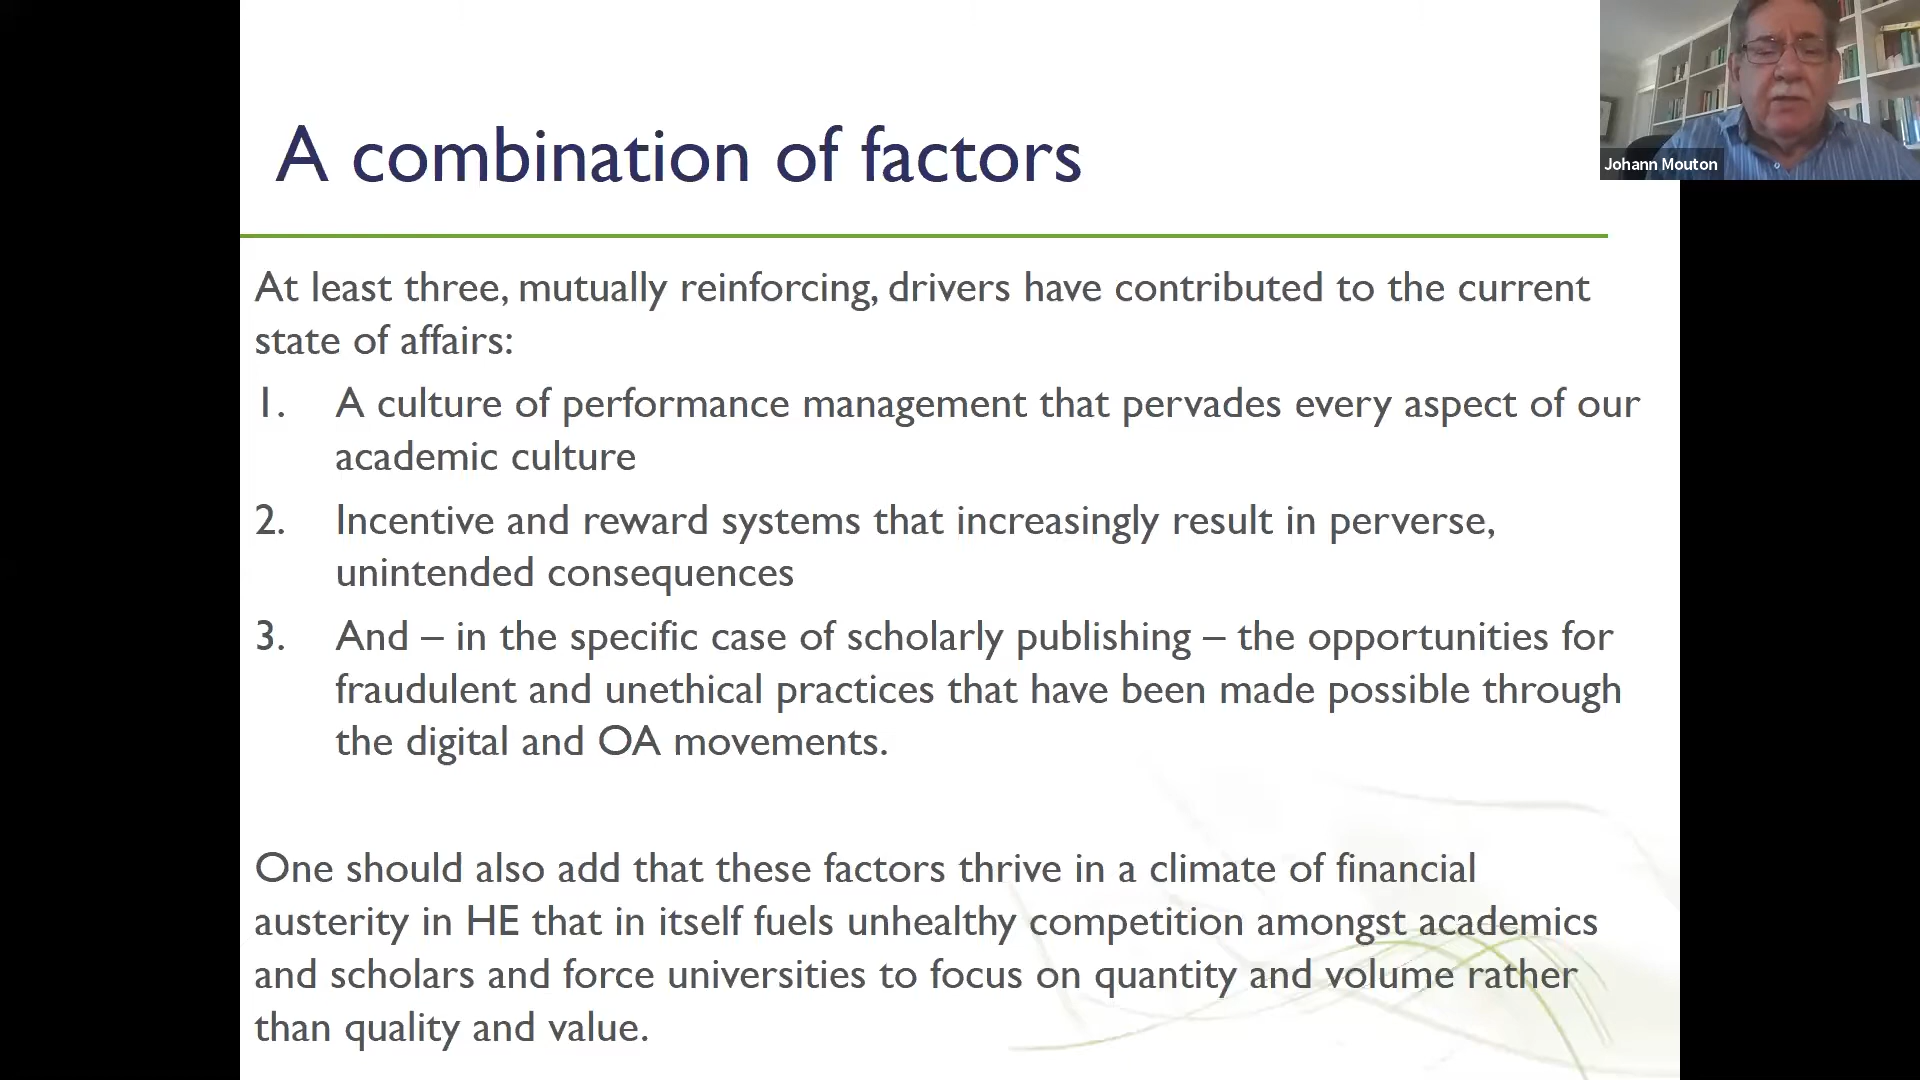 A combination of factors
Johann Mouton
At least three, mutually reinforcing, drivers have contributed to the current
state of affairs:
1. A culture of performance management that pervades every aspect of our
academic culture
2. Incentive and reward systems that increasingly result in perverse,
unintended consequences
3. And – in the specific case of scholarly publishing – the opportunities for
fraudulent and unethical practices that have been made possible through
the digital and OA movements.
One should also add that these factors thrive in a climate of financial
austerity in HE that in itself fuels unhealthy competition amongst academics
and scholars and force universities to focus on quantity and volume rather
than quality and value.